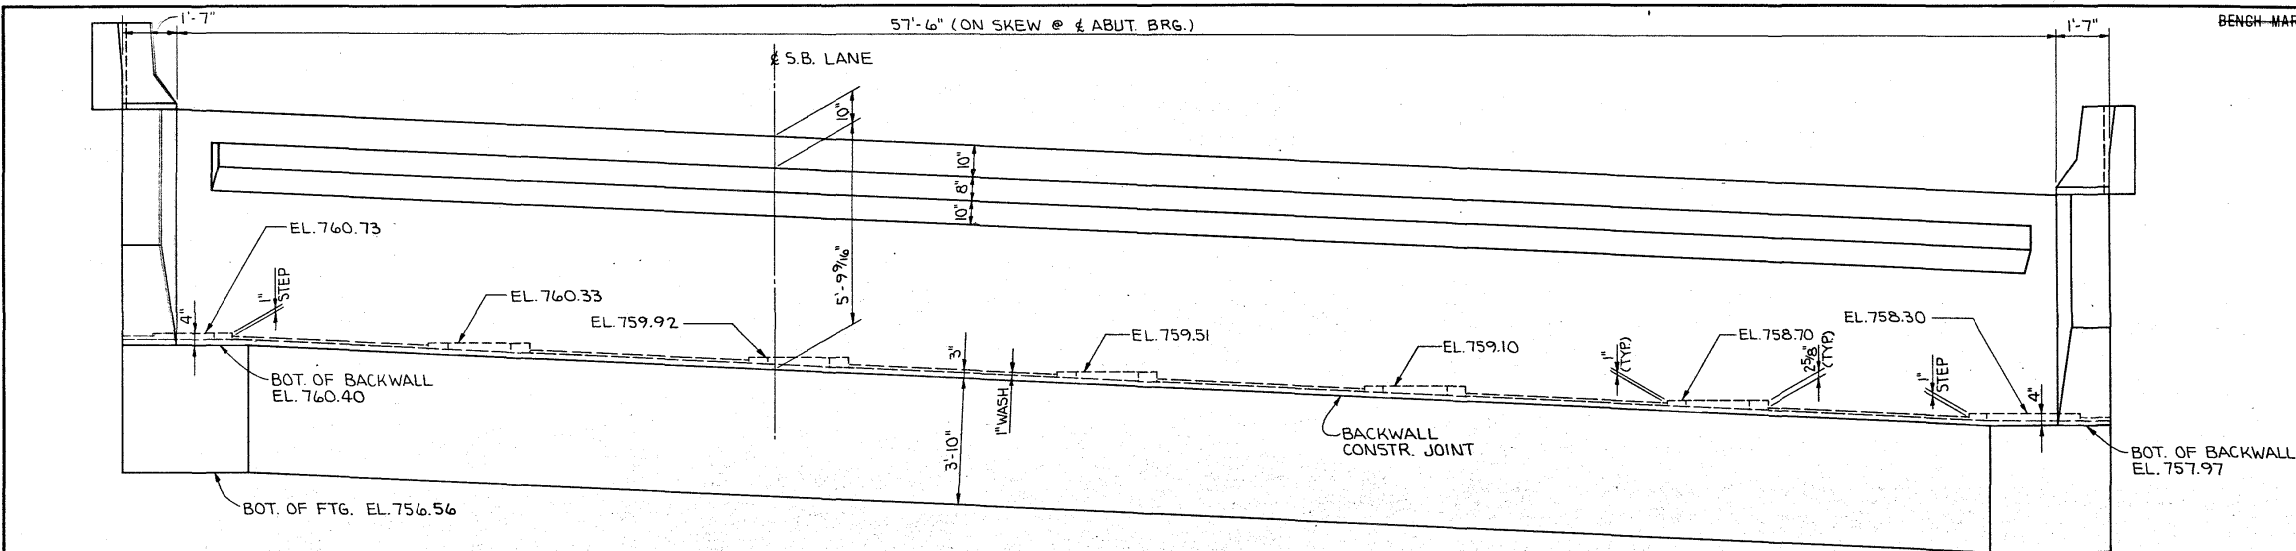 1'-7"
57'-6" (ON SKEW @ ℄ ABUT. BRG.)
1'-7"
℄ S.B. LANE
10"
10"
8"
10"
5'-9 9/16"
EL. 760.73
1"
STEP
4"
EL. 760.33
EL. 759.92
3"
EL. 759.51
EL. 759.10
1"
(TYP.)
EL. 758.70
2 5/8"
(TYP.)
EL. 758.30
1"
STEP
4"
BOT. OF BACKWALL
EL. 760.40
1" WASH
3'-10"
BACKWALL
CONSTR. JOINT
BOT. OF BACKWALL
EL. 757.97
BOT. OF FTG. EL. 756.56